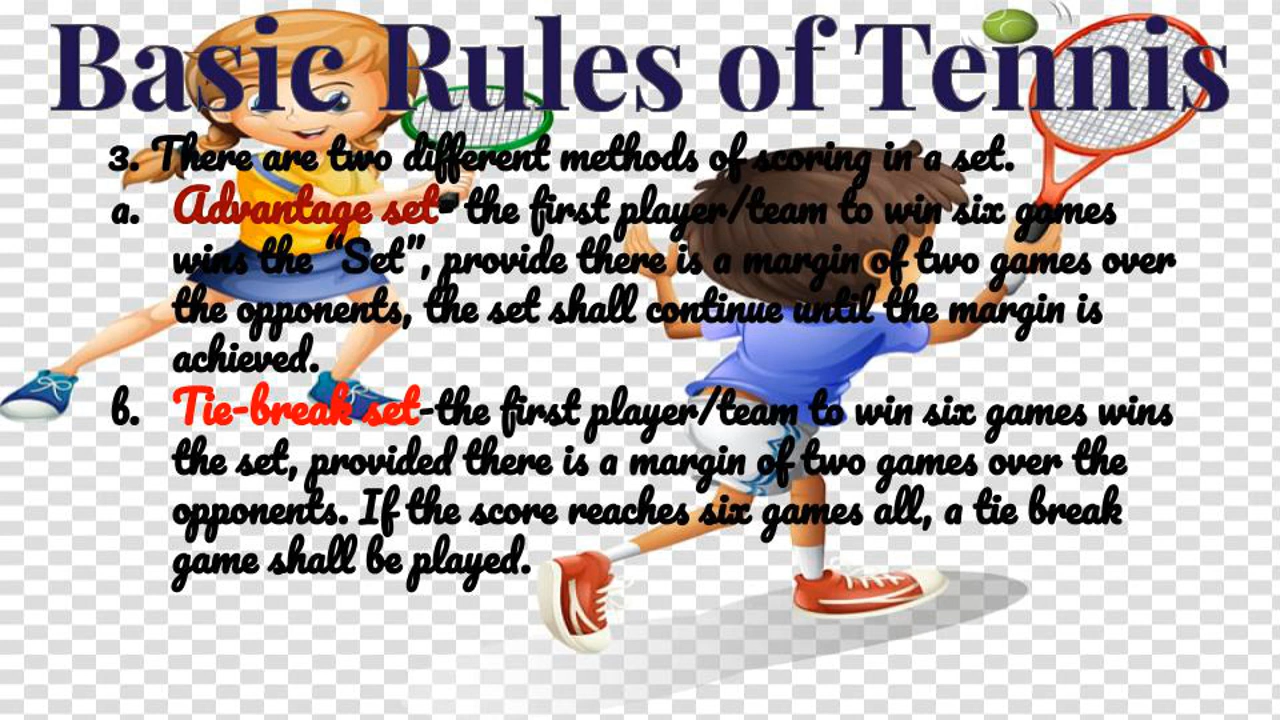 Basic Rules of Tennis
3. There are two different methods of scoring in a set.
a. Advantage set- the first player/team to win six games
wins the “Set”, provide there is a margin of two games over
the opponents, the set shall continue until the margin is
achieved.
b. Tie-break set-the first player/team to win six games wins
the set, provided there is a margin of two games over the
opponents. If the score reaches six games all, a tie break
game shall be played.